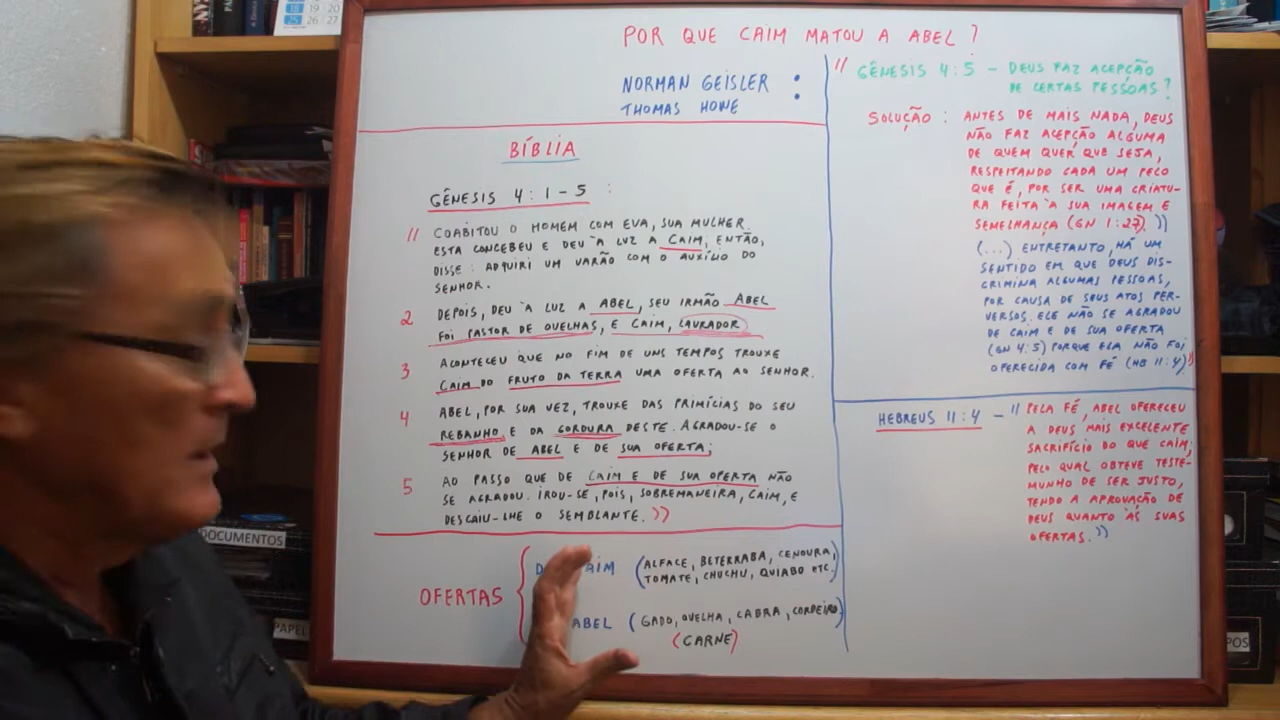 POR QUE CAIM MATOU A ABEL?
NORMAN GEISLER :
THOMAS HOWE
BÍBLIA
GÊNESIS 4:1-5 :
" COABITOU O HOMEM COM EVA, SUA MULHER.
ESTA CONCEBEU E DEU À LUZ A CAIM, ENTÃO,
DISSE: ADQUIRI UM VARÃO COM O AUXÍLIO DO
SENHOR.
2 DEPOIS, DEU À LUZ A ABEL, SEU IRMÃO ABEL
FOI PASTOR DE OVELHAS, E CAIM, LAVRADOR
3 ACONTECEU QUE NO FIM DE UNS TEMPOS TROUXE
CAIM DO FRUTO DA TERRA UMA OFERTA AO SENHOR.
4 ABEL, POR SUA VEZ, TROUXE DAS PRIMÍCIAS DO SEU
REBANHO E DA GORDURA DESTE. AGRADOU-SE O
SENHOR DE ABEL E DE SUA OFERTA;
5 AO PASSO QUE DE CAIM E DE SUA OFERTA NÃO
SE AGRADOU. IROU-SE, POIS, SOBREMANEIRA, CAIM, E
DESCAIU-LHE O SEMBLANTE. "
OFERTAS {
CAIM (ALFACE, BETERRABA, CENOURA,
TOMATE, CHUCHU, QUIABO ETC.)
ABEL (GADO, OVELHA, CABRA, CORDEIRO)
(CARNE)
" GÊNESIS 4:5 - DEUS FAZ ACEPÇÃO
DE CERTAS PESSOAS?
SOLUÇÃO: ANTES DE MAIS NADA, DEUS
NÃO FAZ ACEPÇÃO ALGUMA
DE QUEM QUER QUE SEJA,
RESPEITANDO CADA UM PELO
QUE É, POR SER UMA CRIATU-
RA FEITA À SUA IMAGEM E
SEMELHANÇA (GN 1:27). "
(...) ENTRETANTO, HÁ UM
SENTIDO EM QUE DEUS DIS-
CRIMINA ALGUMAS PESSOAS,
POR CAUSA DE SEUS ATOS PER-
VERSOS. ELE NÃO SE AGRADOU
DE CAIM E DE SUA OFERTA
(GN 4:5) PORQUE ELA NÃO FOI
OFERECIDA COM FÉ (HB 11:4) "
HEBREUS 11:4 - " PELA FÉ, ABEL OFERECEU
A DEUS MAIS EXCELENTE
SACRIFÍCIO DO QUE CAIM;
PELO QUAL OBTEVE TESTE-
MUNHO DE SER JUSTO,
TENDO A APROVAÇÃO DE
DEUS QUANTO ÀS SUAS
OFERTAS. "
18 19 20
25 26 27
DOCUMENTOS
PAPEL